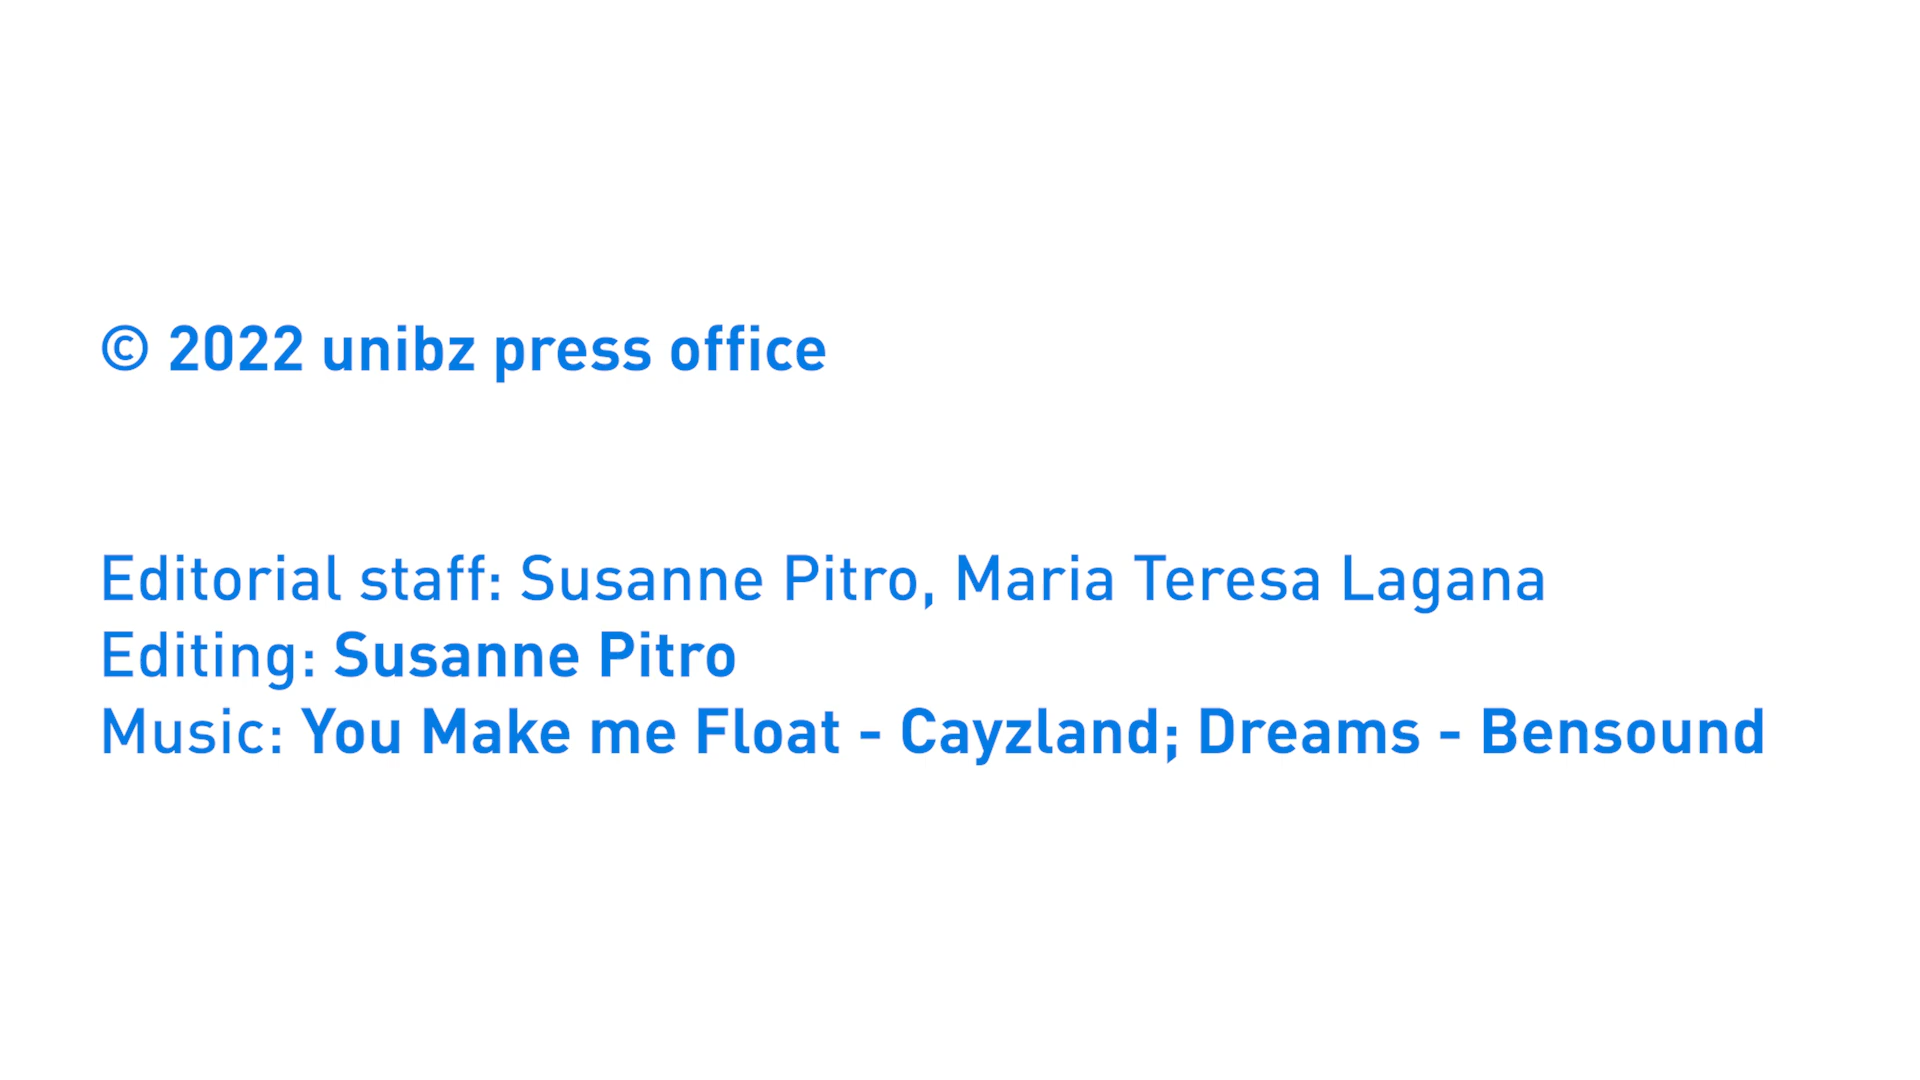 © 2022 unibz press office
Editorial staff: Susanne Pitro, Maria Teresa Lagana
Editing: Susanne Pitro
Music: You Make me Float - Cayzland; Dreams - Bensound